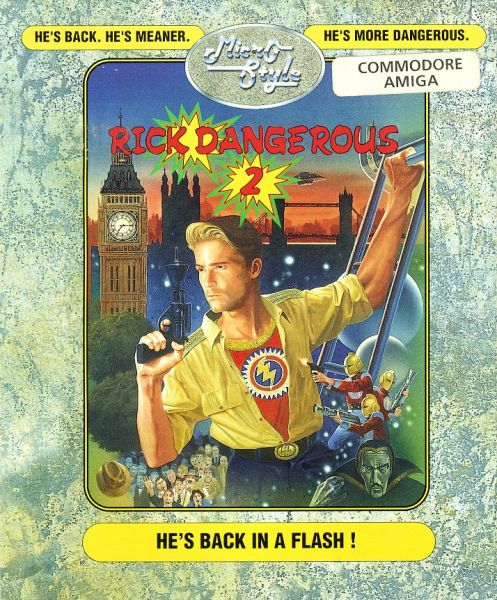 HE'S BACK. HE'S MEANER.
Micro
Style
HE'S MORE DANGEROUS.
COMMODORE
AMIGA
RICK DANGEROUS
2
HE'S BACK IN A FLASH !